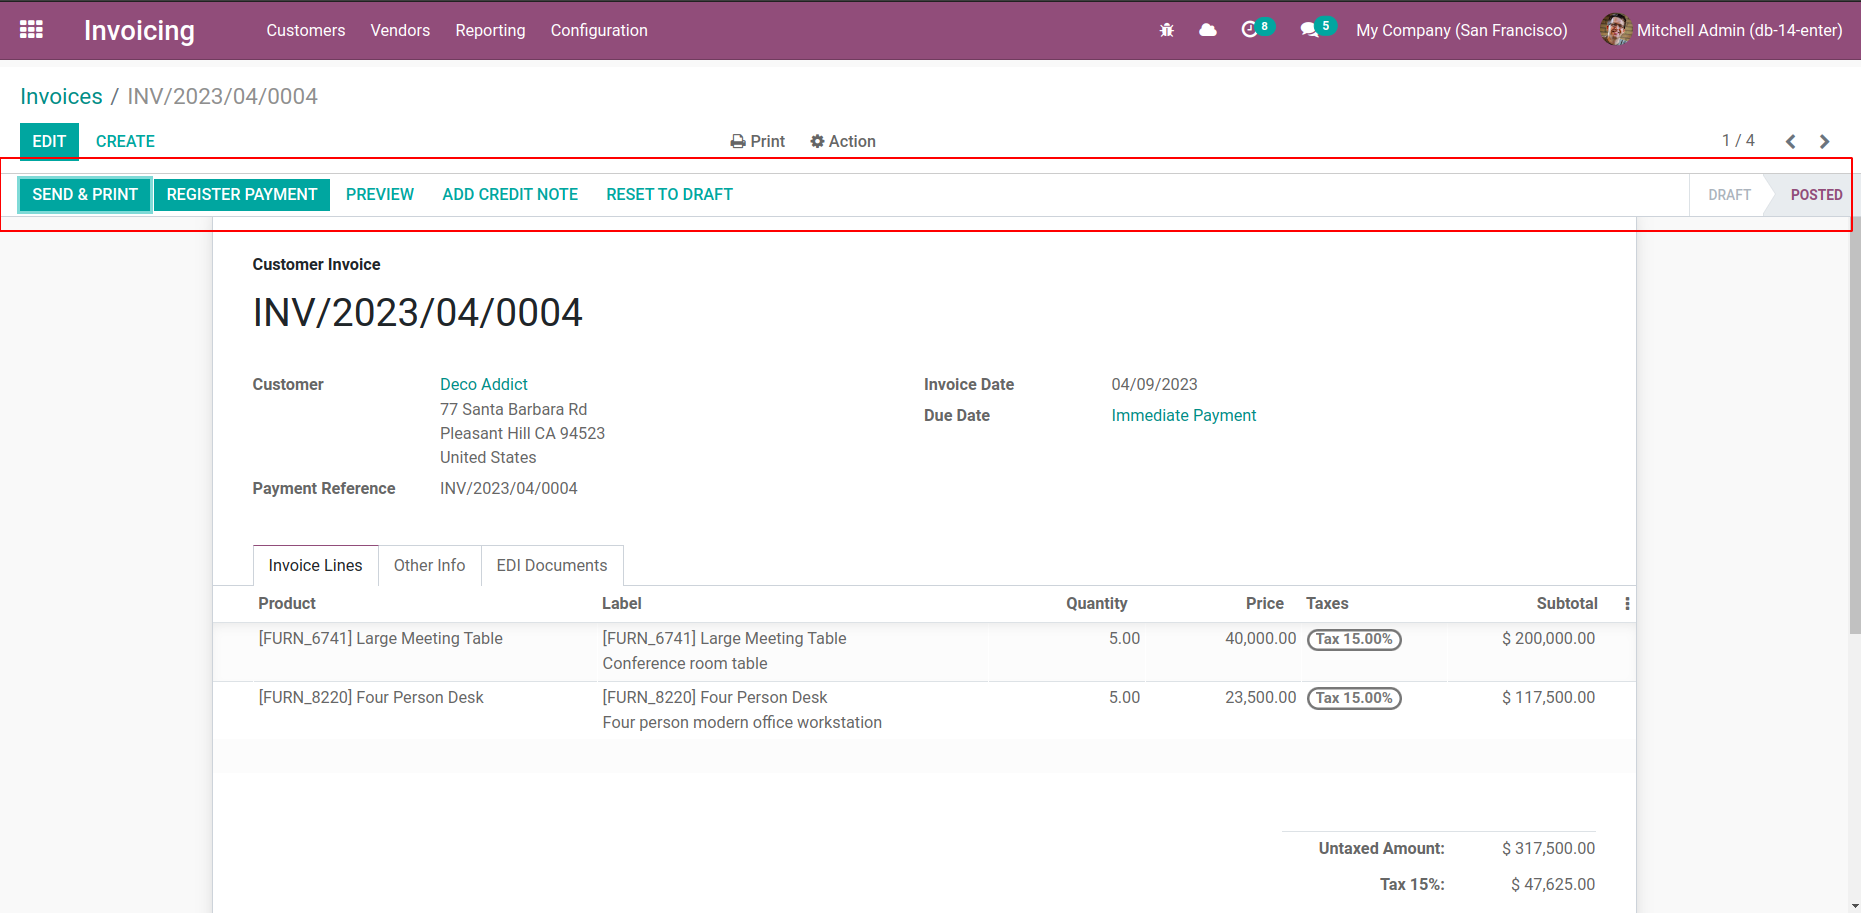 Invoicing Customers Vendors Reporting Configuration 8 5 My Company (San Francisco) Mitchell Admin (db-14-enter)
Invoices / INV/2023/04/0004
EDIT CREATE Print Action 1 / 4
SEND & PRINT REGISTER PAYMENT PREVIEW ADD CREDIT NOTE RESET TO DRAFT DRAFT POSTED
Customer Invoice
INV/2023/04/0004
Customer Deco Addict Invoice Date 04/09/2023
77 Santa Barbara Rd Due Date Immediate Payment
Pleasant Hill CA 94523
United States
Payment Reference INV/2023/04/0004
Invoice Lines Other Info EDI Documents
Product Label Quantity Price Taxes Subtotal
[FURN_6741] Large Meeting Table [FURN_6741] Large Meeting Table 5.00 40,000.00 Tax 15.00% $ 200,000.00
Conference room table
[FURN_8220] Four Person Desk [FURN_8220] Four Person Desk 5.00 23,500.00 Tax 15.00% $ 117,500.00
Four person modern office workstation
Untaxed Amount: $ 317,500.00
Tax 15%: $ 47,625.00